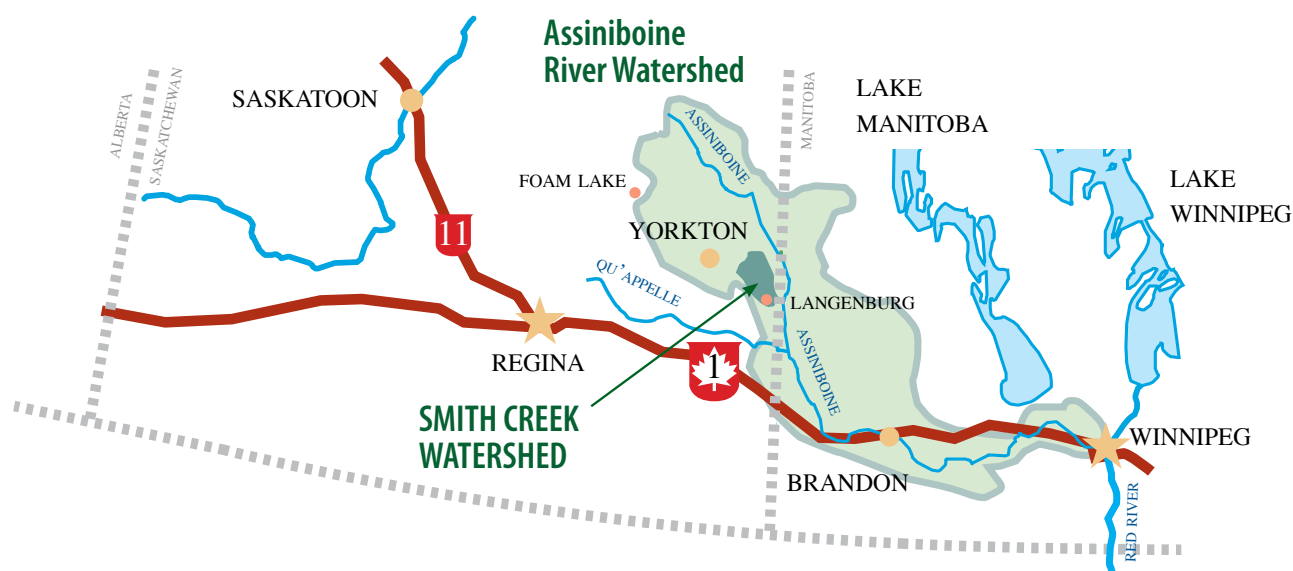 Assiniboine
River Watershed
ALBERTA
SASKATCHEWAN
MANITOBA
SASKATOON
LAKE
MANITOBA
ASSINIBOINE
FOAM LAKE
LAKE
WINNIPEG
YORKTON
11
QU'APPELLE
LANGENBURG
REGINA
1
ASSINIBOINE
SMITH CREEK
WATERSHED
WINNIPEG
BRANDON
RED RIVER